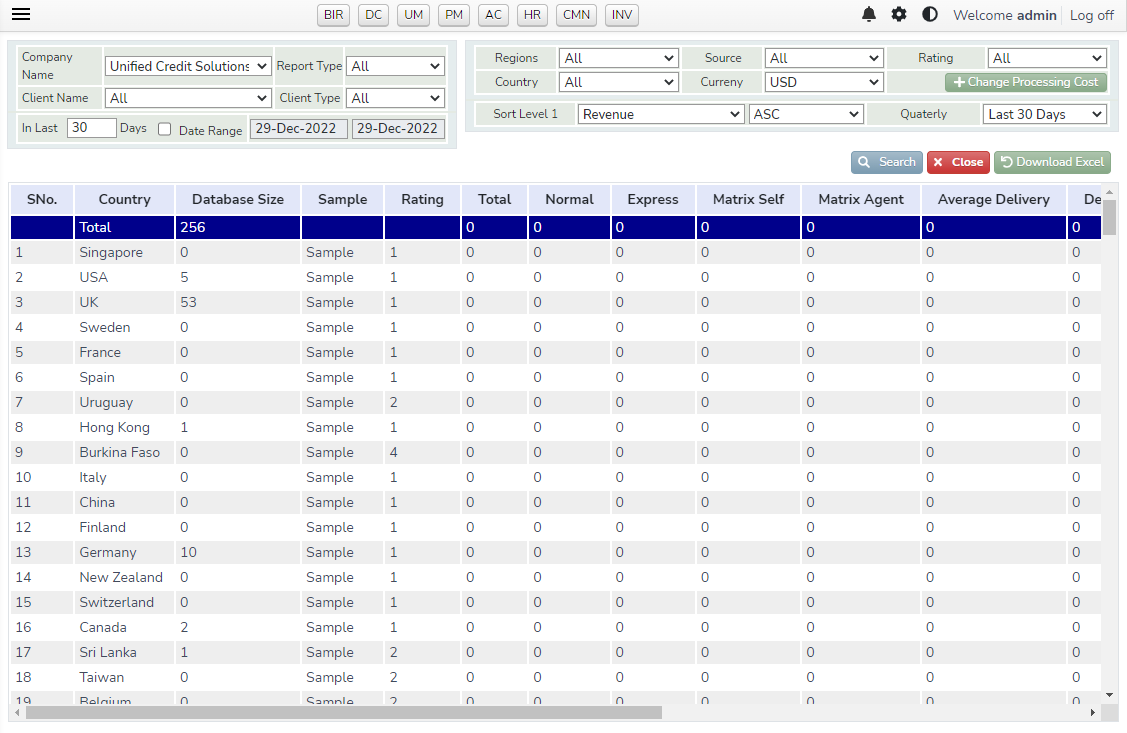 BIR DC UM PM AC HR CMN INV Welcome admin Log off
Company Name Unified Credit Solutions Report Type All
Client Name All Client Type All
In Last 30 Days Date Range 29-Dec-2022 29-Dec-2022
Regions All Source All Rating All
Country All Curreny USD Change Processing Cost
Sort Level 1 Revenue ASC Quaterly Last 30 Days
Search Close Download Excel
SNo. Country Database Size Sample Rating Total Normal Express Matrix Self Matrix Agent Average Delivery De
Total 256 0 0 0 0 0 0 0
1 Singapore 0 Sample 1 0 0 0 0 0 0 0
2 USA 5 Sample 1 0 0 0 0 0 0 0
3 UK 53 Sample 1 0 0 0 0 0 0 0
4 Sweden 0 Sample 1 0 0 0 0 0 0 0
5 France 0 Sample 1 0 0 0 0 0 0 0
6 Spain 0 Sample 1 0 0 0 0 0 0 0
7 Uruguay 0 Sample 2 0 0 0 0 0 0 0
8 Hong Kong 1 Sample 1 0 0 0 0 0 0 0
9 Burkina Faso 0 Sample 4 0 0 0 0 0 0 0
10 Italy 0 Sample 1 0 0 0 0 0 0 0
11 China 0 Sample 1 0 0 0 0 0 0 0
12 Finland 0 Sample 1 0 0 0 0 0 0 0
13 Germany 10 Sample 1 0 0 0 0 0 0 0
14 New Zealand 0 Sample 1 0 0 0 0 0 0 0
15 Switzerland 0 Sample 1 0 0 0 0 0 0 0
16 Canada 2 Sample 1 0 0 0 0 0 0 0
17 Sri Lanka 1 Sample 2 0 0 0 0 0 0 0
18 Taiwan 0 Sample 2 0 0 0 0 0 0 0
19 Belgium 0 Sample 2 0 0 0 0 0 0 0